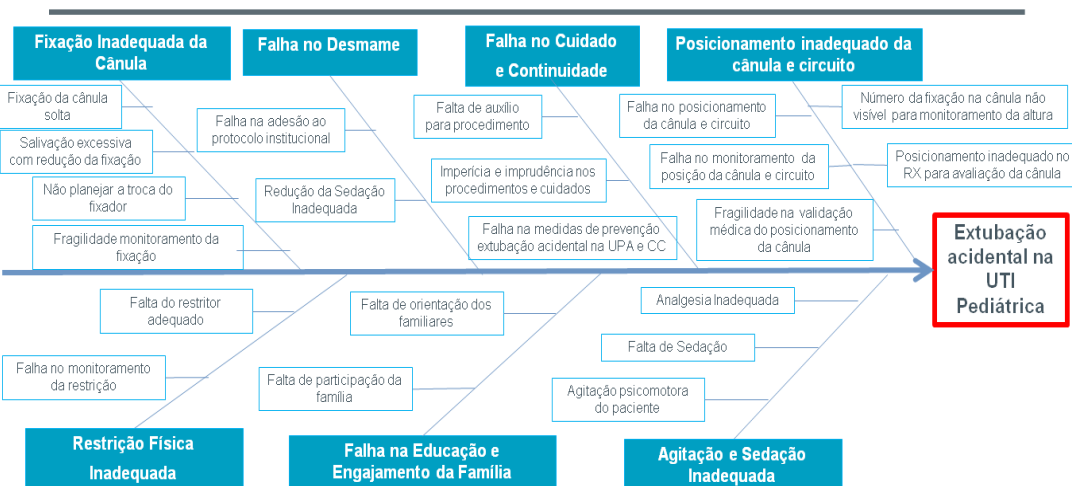 Fixação Inadequada da
Cânula
Falha no Desmame
Falha no Cuidado
e Continuidade
Posicionamento inadequado da
cânula e circuito
Fixação da cânula
solta
Salivação excessiva
com redução da fixação
Não planejar a troca do
fixador
Fragilidade monitoramento da
fixação
Falha na adesão ao
protocolo institucional
Redução da Sedação
Inadequada
Falta de auxílio
para procedimento
Imperícia e imprudência nos
procedimentos e cuidados
Falha na medidas de prevenção
extubação acidental na UPA e CC
Falha no posicionamento
da cânula e circuito
Falha no monitoramento da
posição da cânula e circuito
Fragilidade na validação
médica do posicionamento
da cânula
Número da fixação na cânula não
visível para monitoramento da altura
Posicionamento inadequado no
RX para avaliação da cânula
Extubação
acidental na
UTI
Pediátrica
Falta do restritor
adequado
Falha no monitoramento
da restrição
Falta de orientação dos
familiares
Falta de participação da
família
Analgesia Inadequada
Falta de Sedação
Agitação psicomotora
do paciente
Restrição Física
Inadequada
Falha na Educação e
Engajamento da Família
Agitação e Sedação
Inadequada